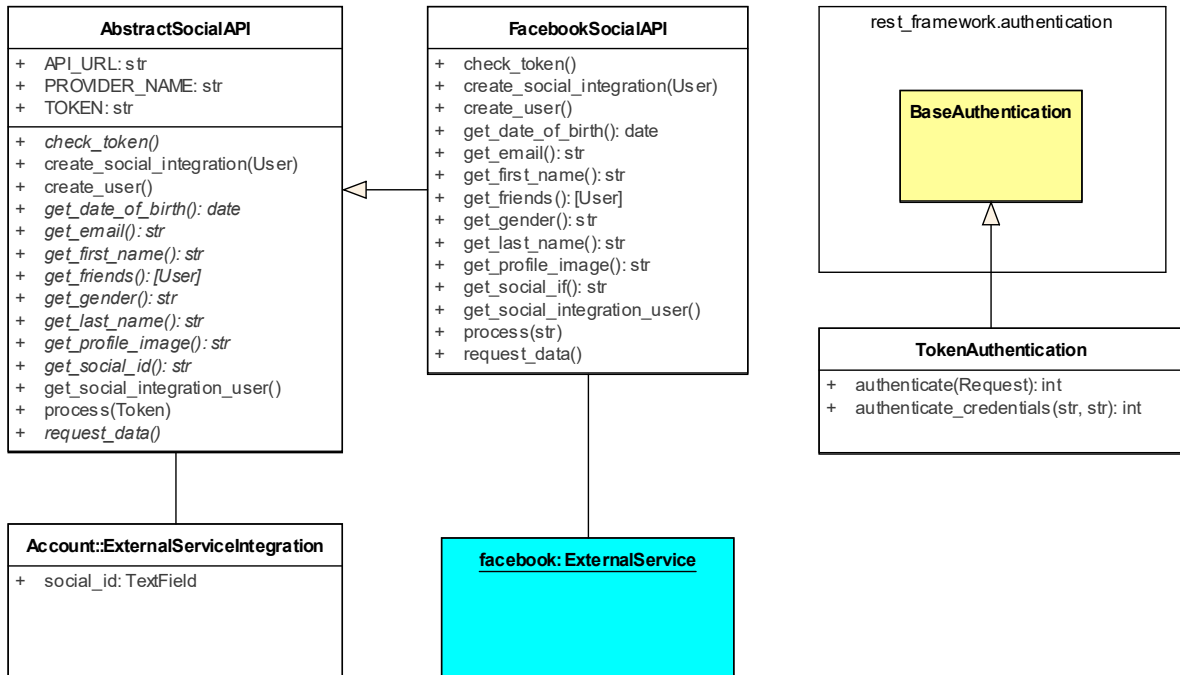 AbstractSocialAPI
+ API_URL: str
+ PROVIDER_NAME: str
+ TOKEN: str
+ check_token()
+ create_social_integration(User)
+ create_user()
+ get_date_of_birth(): date
+ get_email(): str
+ get_first_name(): str
+ get_friends(): [User]
+ get_gender(): str
+ get_last_name(): str
+ get_profile_image(): str
+ get_social_id(): str
+ get_social_integration_user()
+ process(Token)
+ request_data()
FacebookSocialAPI
+ check_token()
+ create_social_integration(User)
+ create_user()
+ get_date_of_birth(): date
+ get_email(): str
+ get_first_name(): str
+ get_friends(): [User]
+ get_gender(): str
+ get_last_name(): str
+ get_profile_image(): str
+ get_social_if(): str
+ get_social_integration_user()
+ process(str)
+ request_data()
rest_framework.authentication
BaseAuthentication
TokenAuthentication
+ authenticate(Request): int
+ authenticate_credentials(str, str): int
Account::ExternalServiceIntegration
+ social_id: TextField
facebook: ExternalService